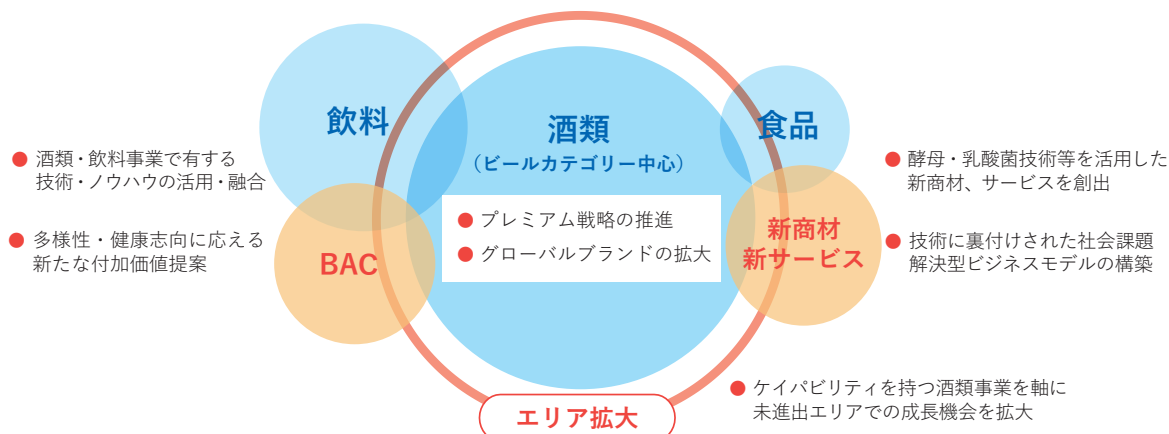 飲料
酒類
(ビールカテゴリー中心)
食品
● 酒類・飲料事業で有する
技術・ノウハウの活用・融合
● 多様性・健康志向に応える
新たな付加価値提案
BAC
● プレミアム戦略の推進
● グローバルブランドの拡大
新商材
新サービス
● 酵母・乳酸菌技術等を活用した
新商材、サービスを創出
● 技術に裏付けされた社会課題
解決型ビジネスモデルの構築
● ケイパビリティを持つ酒類事業を軸に
未進出エリアでの成長機会を拡大
エリア拡大